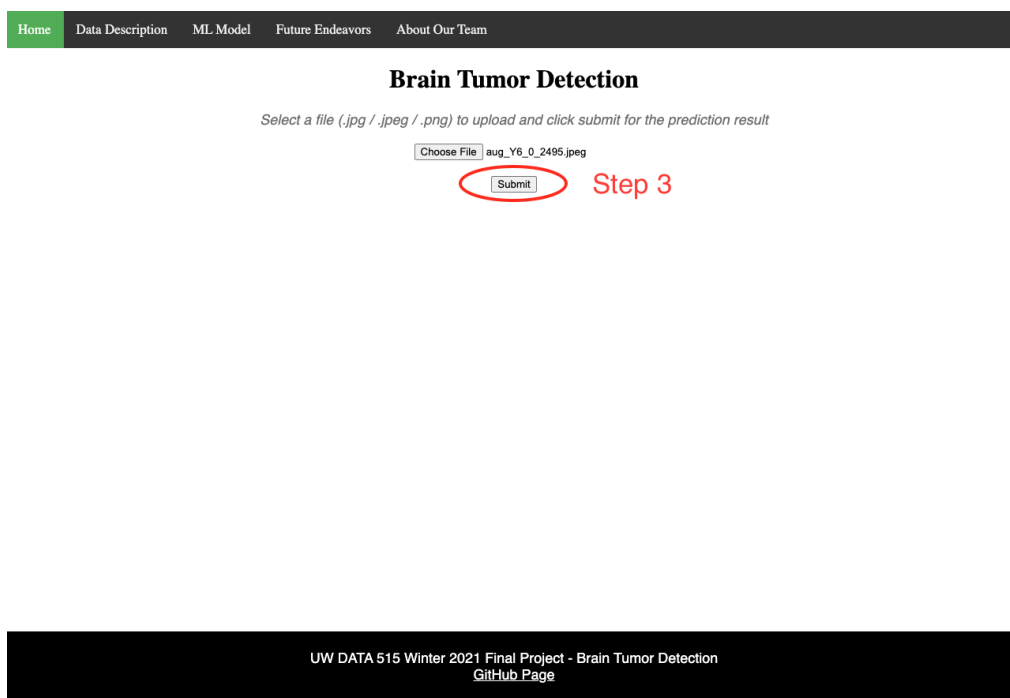 Home Data Description ML Model Future Endeavors About Our Team
Brain Tumor Detection
Select a file (.jpg / .jpeg / .png) to upload and click submit for the prediction result
Choose File aug_Y6_0_2495.jpeg
Submit Step 3
UW DATA 515 Winter 2021 Final Project - Brain Tumor Detection
GitHub Page